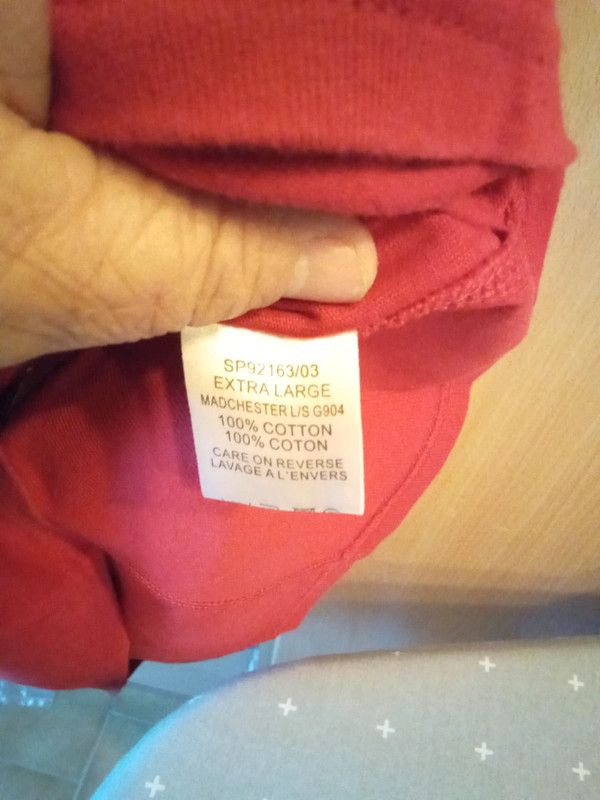 SP92163/03
EXTRA LARGE
MADCHESTER L/S G904
100% COTTON
100% COTON
CARE ON REVERSE
LAVAGE A L'ENVERS